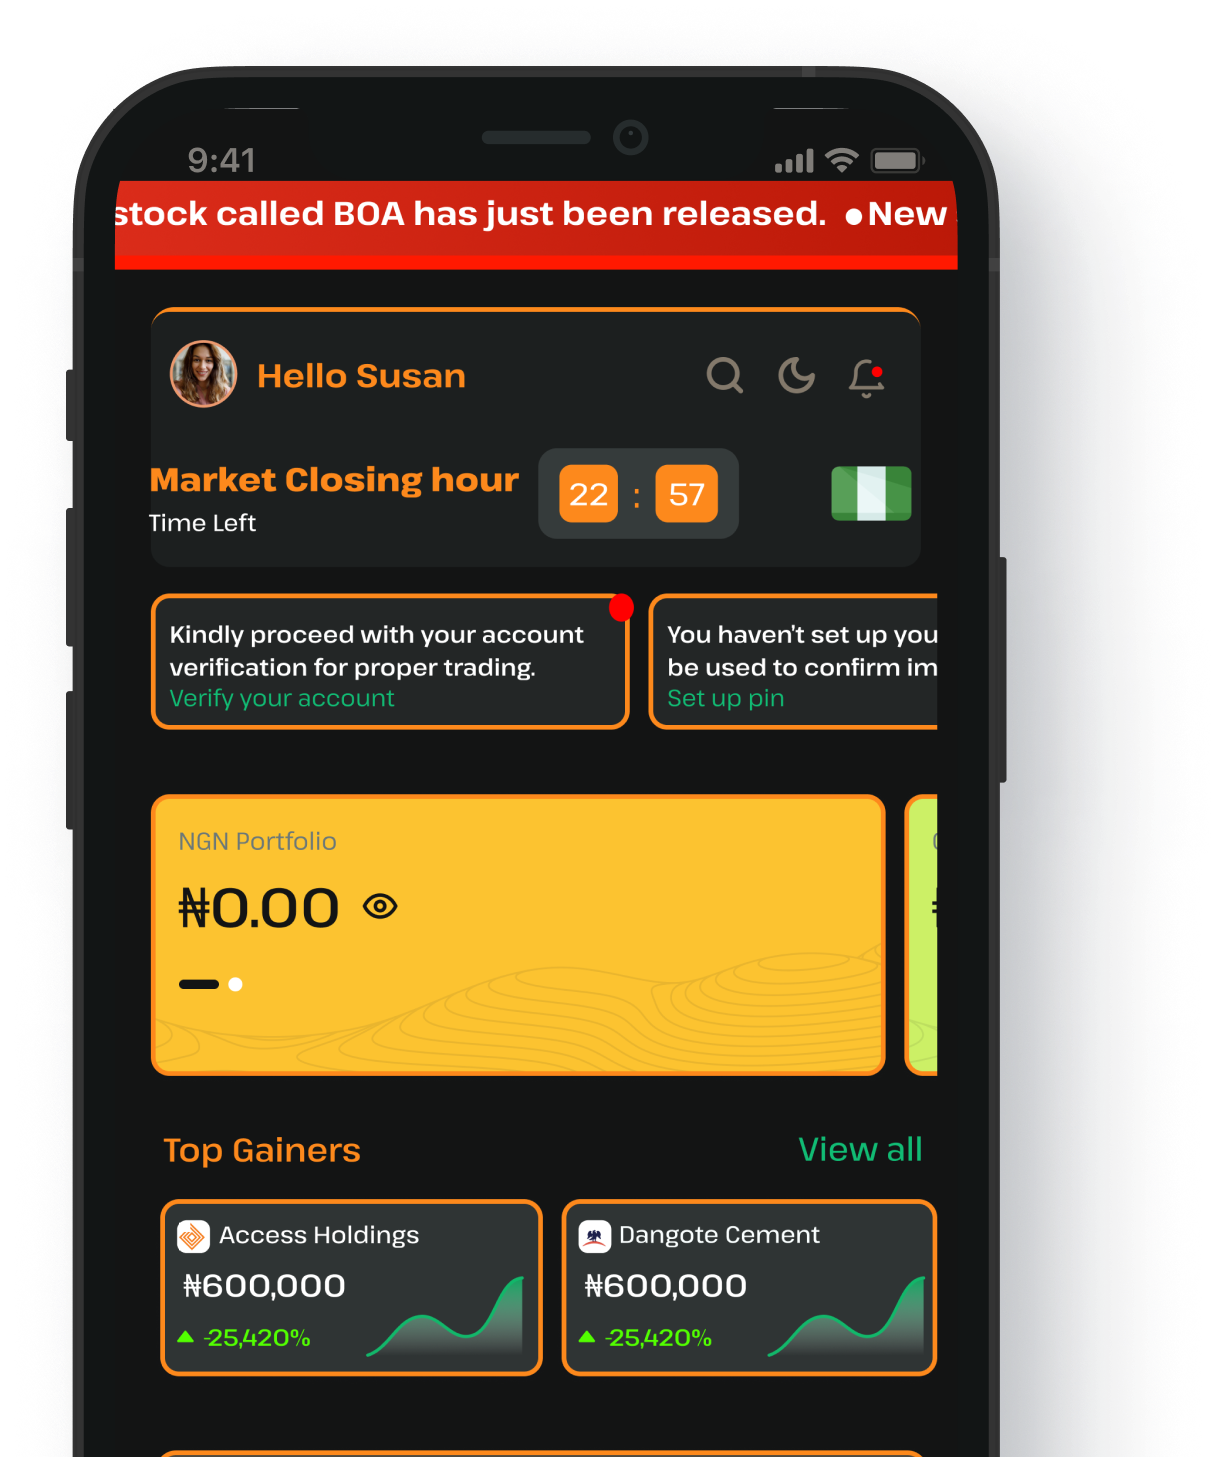 9:41
stock called BOA has just been released. ●New
Hello Susan
Market Closing hour
22 : 57
Time Left
Kindly proceed with your account
verification for proper trading.
Verify your account
You haven't set up you
be used to confirm im
Set up pin
NGN Portfolio
₦0.00
Top Gainers
View all
Access Holdings
₦600,000
-25,420%
Dangote Cement
₦600,000
-25,420%